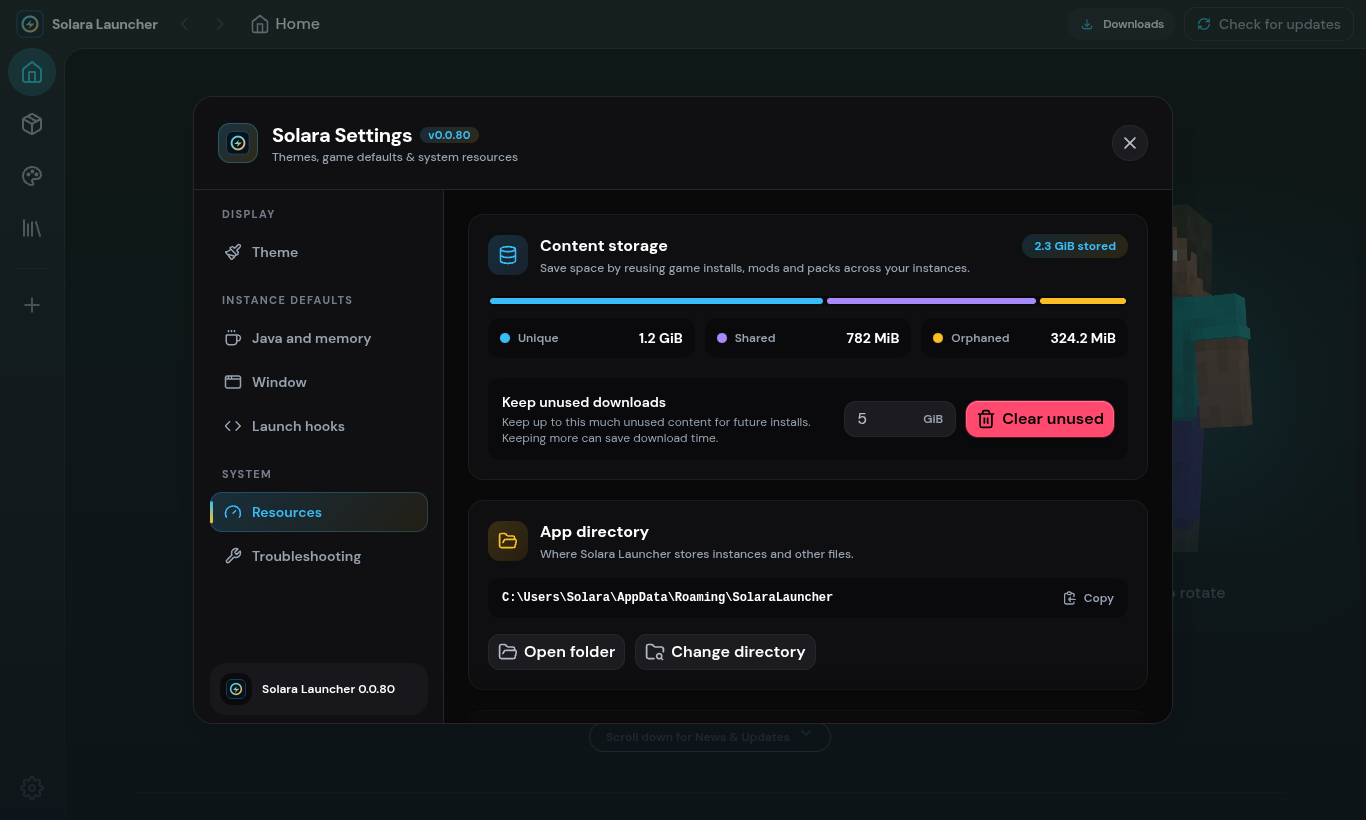 Solara Launcher
Home
Downloads
Check for updates
Solara Settings
v0.0.80
Themes, game defaults & system resources
DISPLAY
Theme
INSTANCE DEFAULTS
Java and memory
Window
Launch hooks
SYSTEM
Resources
Troubleshooting
Solara Launcher 0.0.80
Content storage
Save space by reusing game installs, mods and packs across your instances.
2.3 GiB stored
Unique
1.2 GiB
Shared
782 MiB
Orphaned
324.2 MiB
Keep unused downloads
Keep up to this much unused content for future installs.
Keeping more can save download time.
5
GiB
Clear unused
App directory
Where Solara Launcher stores instances and other files.
C:\Users\Solara\AppData\Roaming\SolaraLauncher
Copy
Open folder
Change directory
rotate
Scroll down for News & Updates